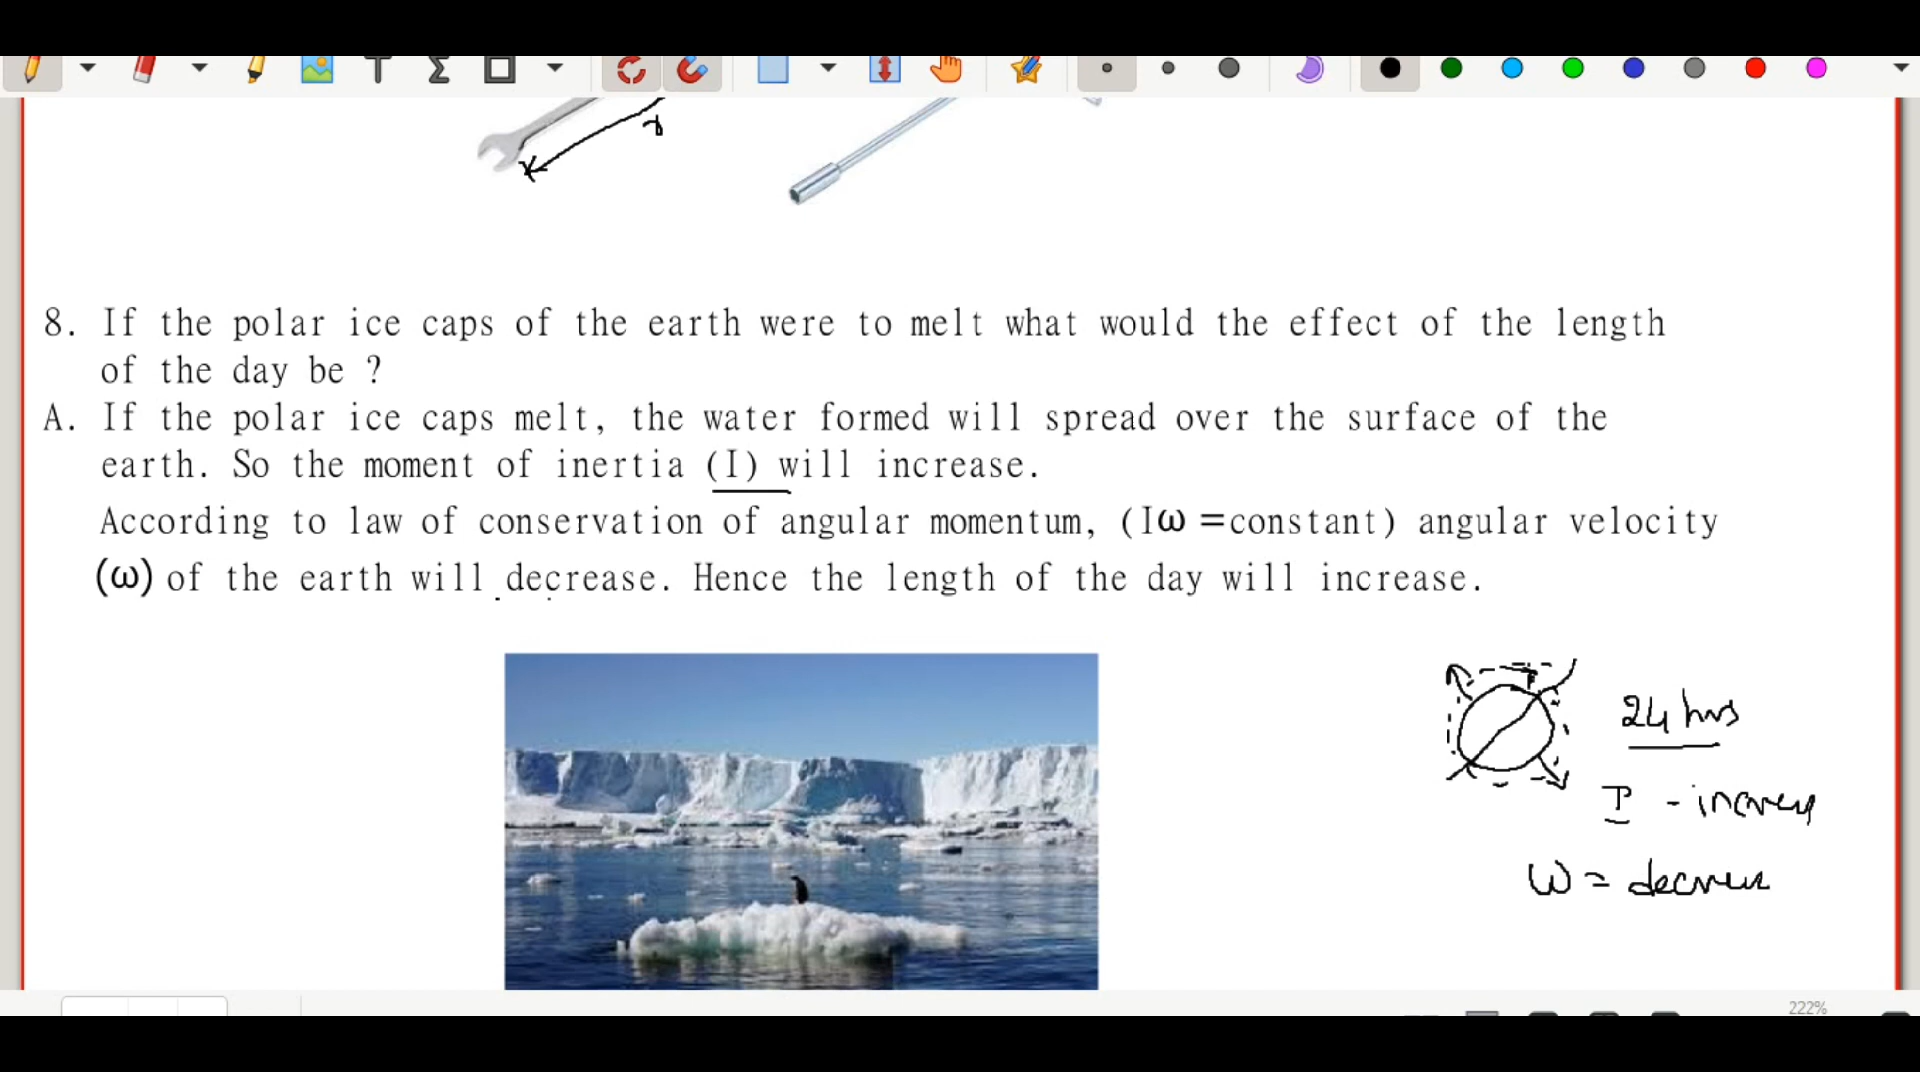 r
8. If the polar ice caps of the earth were to melt what would the effect of the length
of the day be ?
A. If the polar ice caps melt, the water formed will spread over the surface of the
earth. So the moment of inertia (I) will increase.
According to law of conservation of angular momentum, (Iω =constant) angular velocity
(ω) of the earth will decrease. Hence the length of the day will increase.
24 hrs
I - increase
ω = decrease
222%